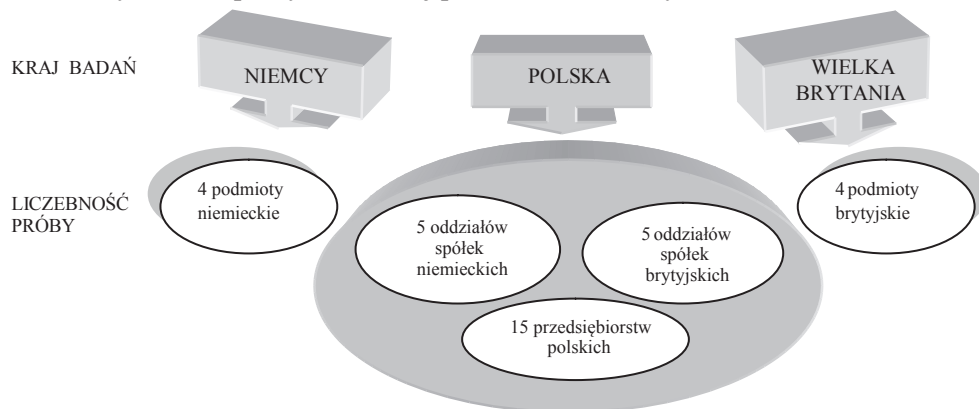 KRAJ BADAŃ
NIEMCY
POLSKA
WIELKA
BRYTANIA
LICZEBNOŚĆ
PRÓBY
4 podmioty
niemieckie
5 oddziałów
spółek
niemieckich
5 oddziałów
spółek
brytyjskich
15 przedsiębiorstw
polskich
4 podmioty
brytyjskie